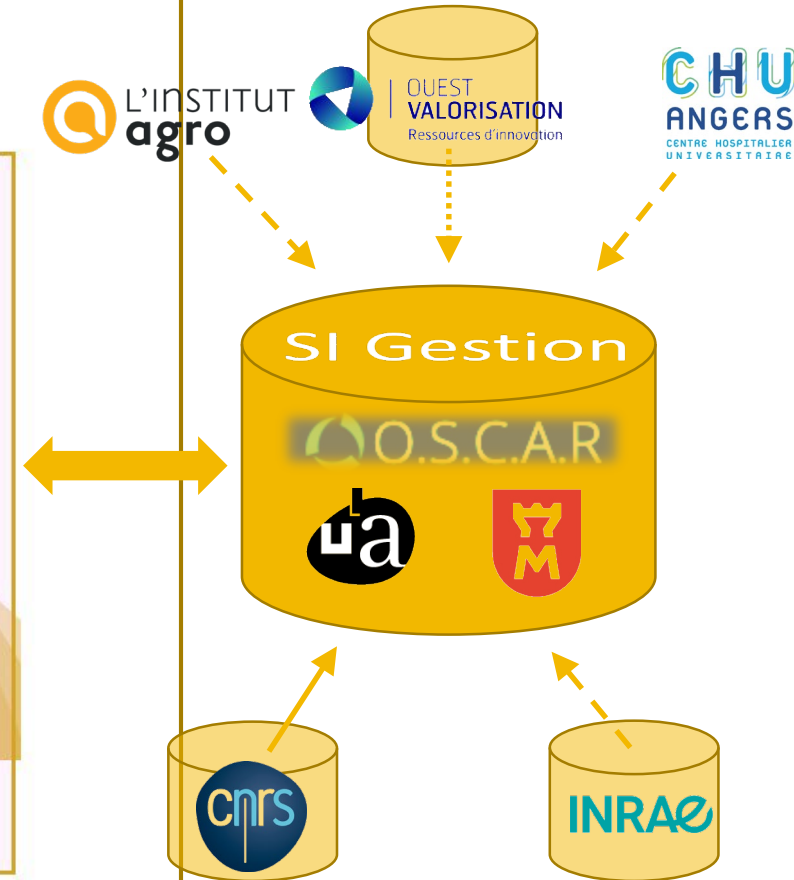 L'INSTITUT
agro
OUEST
VALORISATION
Ressources d'innovation
CHU
ANGERS
CENTRE HOSPITALIER
UNIVERSITAIRE
SI Gestion
O.S.C.A.R
ua
M
cnrs
INRAE